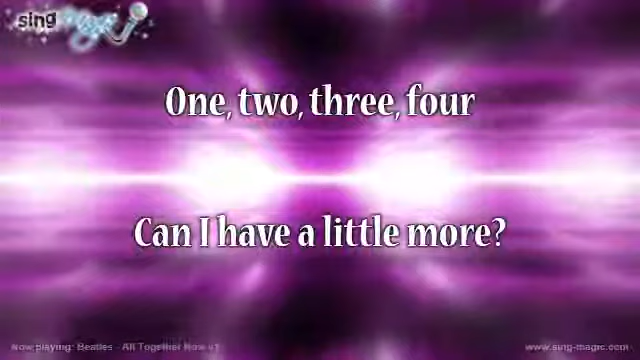 sing magic
One, two, three, four
Can I have a little more?
Now playing: Beatles - All Together Now v1
www.sing-magic.com